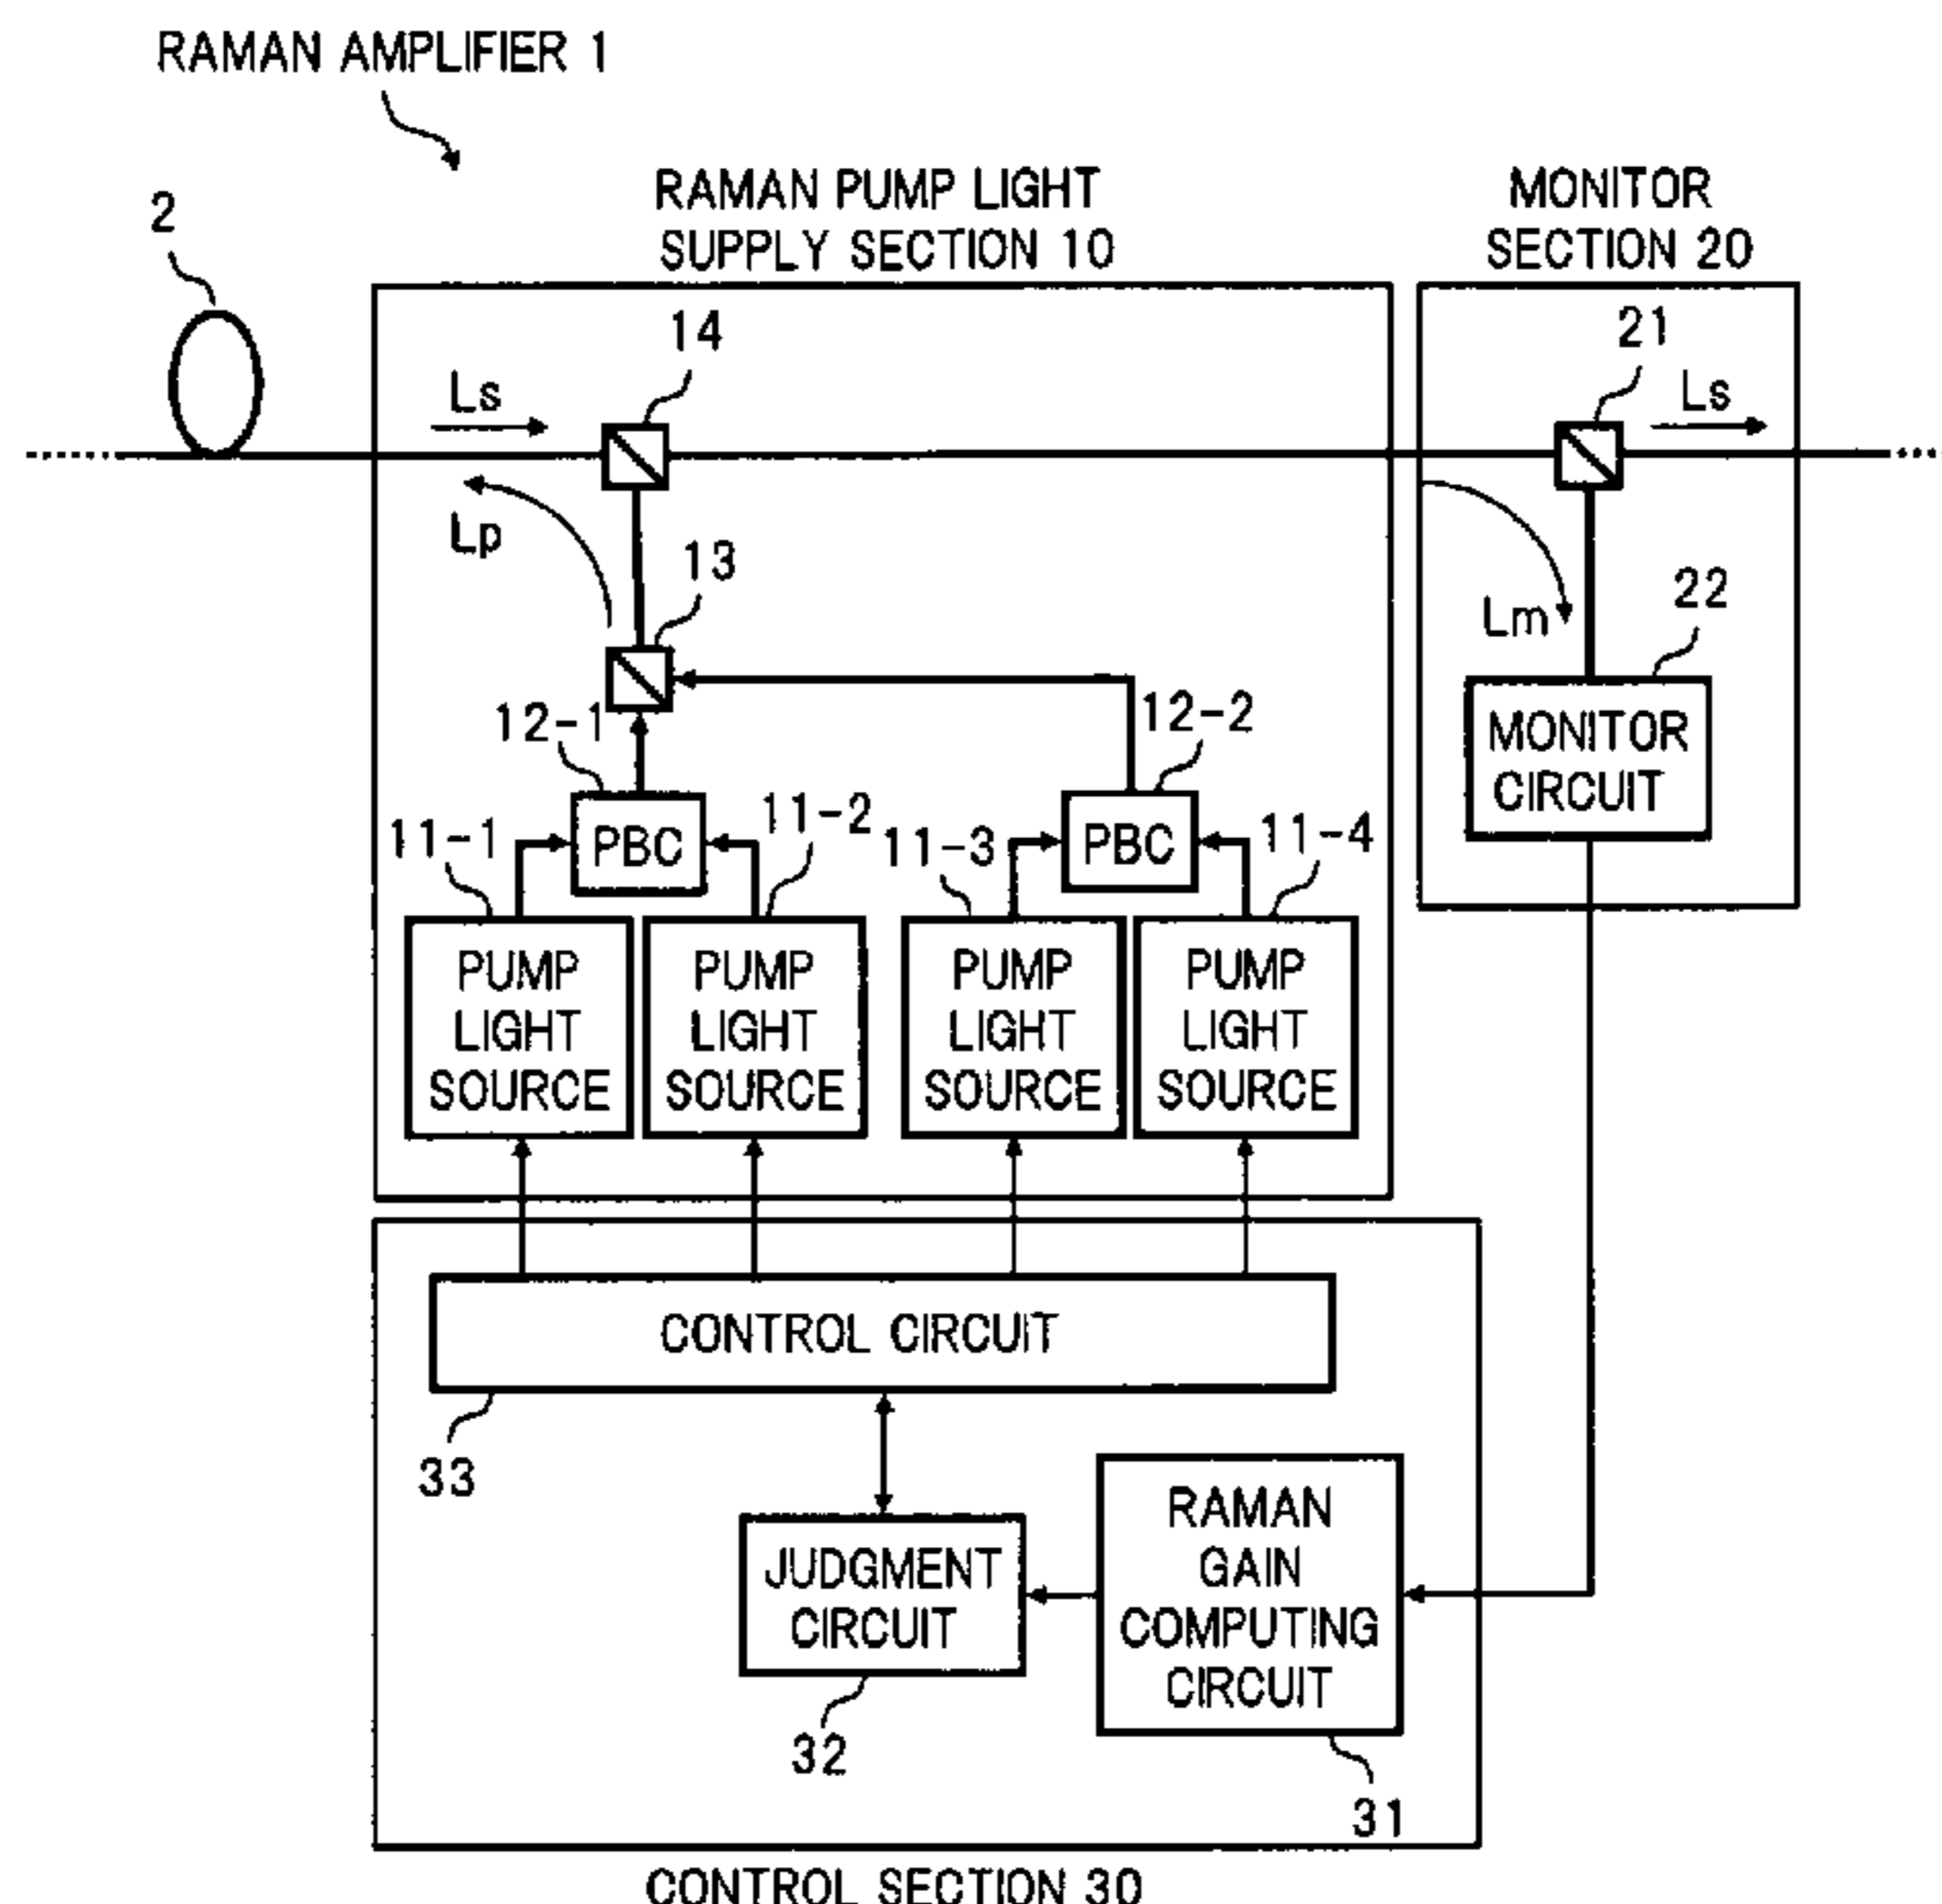 RAMAN AMPLIFIER 1
RAMAN PUMP LIGHT
SUPPLY SECTION 10
MONITOR
SECTION 20
2
14
21
Ls
Ls
Lp
13
Lm
22
12-1
12-2
MONITOR
CIRCUIT
11-1
PBC
11-2
11-3
PBC
11-4
PUMP
LIGHT
SOURCE
PUMP
LIGHT
SOURCE
PUMP
LIGHT
SOURCE
PUMP
LIGHT
SOURCE
CONTROL CIRCUIT
33
JUDGMENT
CIRCUIT
32
RAMAN
GAIN
COMPUTING
CIRCUIT
31
CONTROL SECTION 30